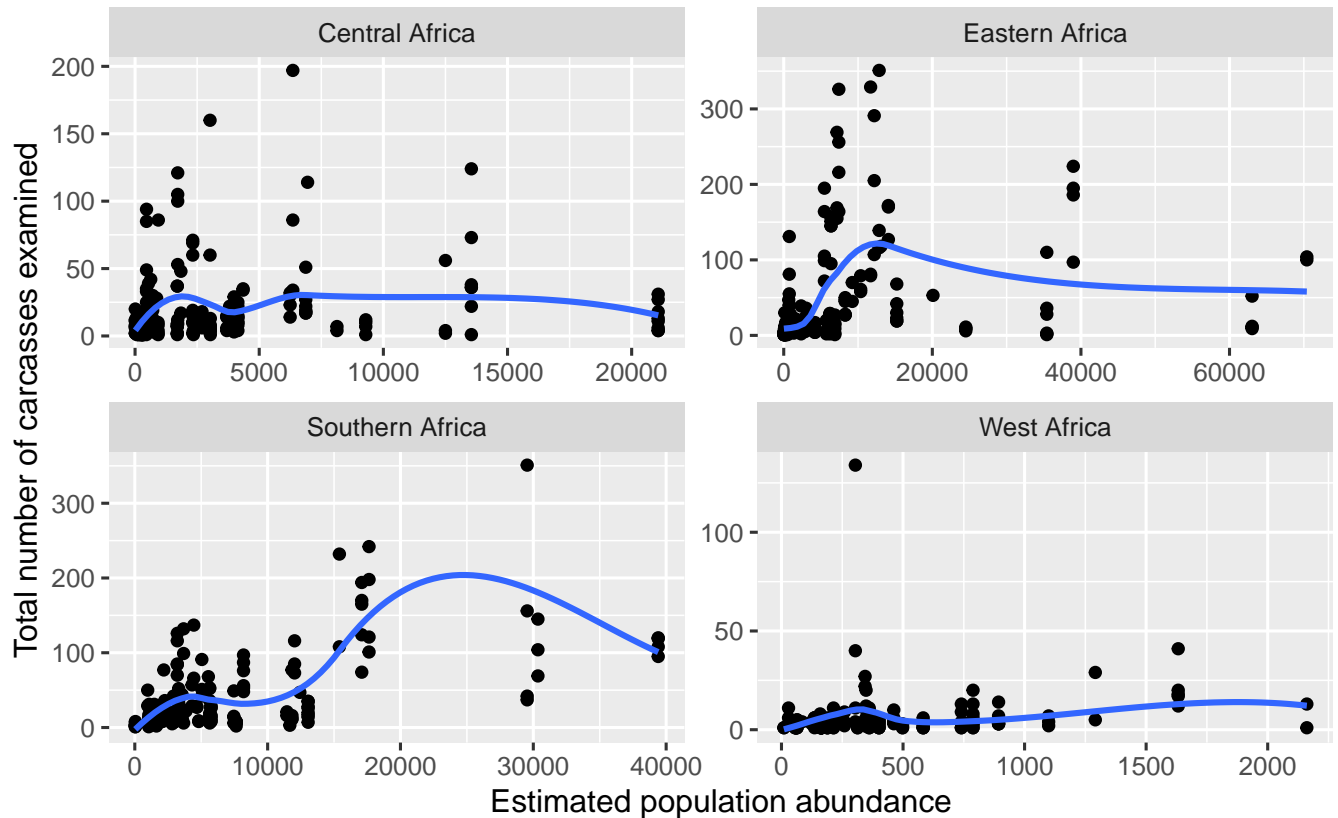 Central Africa
Eastern Africa
200
150
100
50
0
300
200
100
0
0 5000 10000 15000 20000
0 20000 40000 60000
Southern Africa
West Africa
300
200
100
0
100
50
0
0 10000 20000 30000 40000
0 500 1000 1500 2000
Total number of carcasses examined
Estimated population abundance